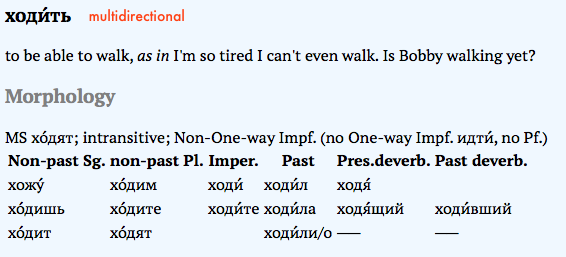 ходи́ть multidirectional
to be able to walk, as in I'm so tired I can't even walk. Is Bobby walking yet?
Morphology
MS хо́дят; intransitive; Non-One-way Impf. (no One-way Impf. идти́, no Pf.)
Non-past Sg. non-past Pl. Imper. Past Pres.deverb. Past deverb.
хожу́ хо́дим ходи́ ходи́л ходя́
хо́дишь хо́дите ходи́те ходи́ла ходя́щий ходи́вший
хо́дит хо́дят ходи́ли/о —– —–